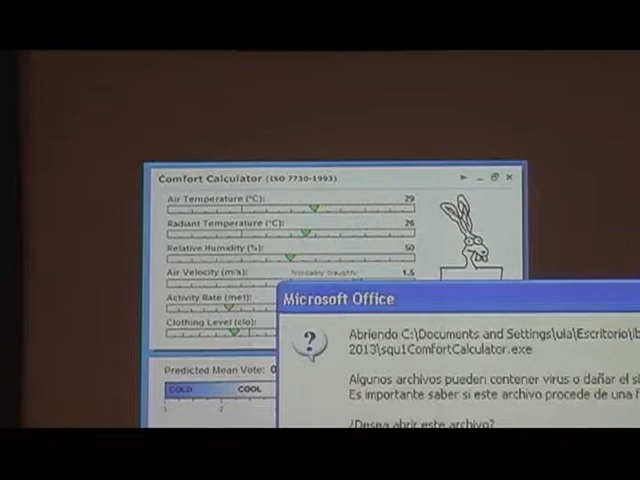 Comfort Calculator (ISO 7730-1993)
Air Temperature (°C): 29
Radiant Temperature (°C): 26
Relative Humidity (%): 50
Air Velocity (m/s): 1.5
Activity Rate (met):
Clothing Level (clo):
Predicted Mean Vote: 0
COLD COOL
Microsoft Office
?
Abriendo C:\Documents and Settings\ula\Escritorio\
2013\squ1ComfortCalculator.exe
Algunos archivos pueden contener virus o dañar el
Es importante saber si este archivo procede de una
¿Desea abrir este archivo?